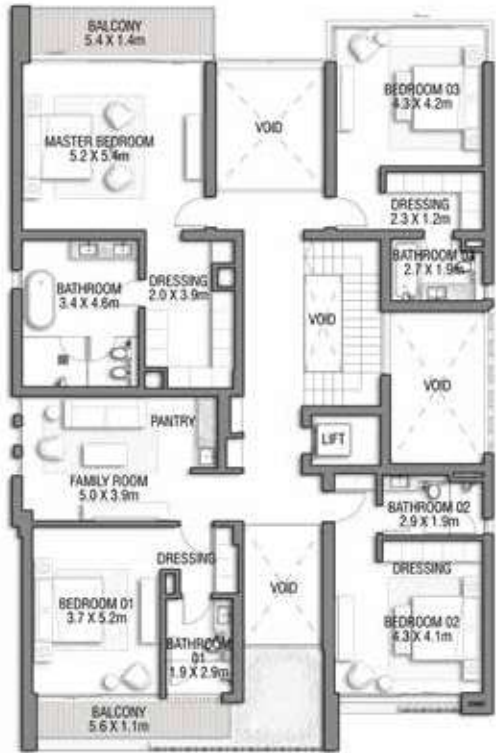 BALCONY
5.4 X 1.4m
MASTER BEDROOM
5.2 X 5.4m
VOID
BEDROOM 03
4.3 X 4.2m
DRESSING
2.3 X 1.2m
BATHROOM 03
2.7 X 1.9m
BATHROOM
3.4 X 4.6m
DRESSING
2.0 X 3.9m
VOID
VOID
PANTRY
LIFT
FAMILY ROOM
5.0 X 3.9m
BATHROOM 02
2.9 X 1.9m
DRESSING
DRESSING
VOID
BEDROOM 01
3.7 X 5.2m
BEDROOM 02
4.3 X 4.1m
BATHROOM
01
1.9 X 2.9m
BALCONY
5.6 X 1.1m